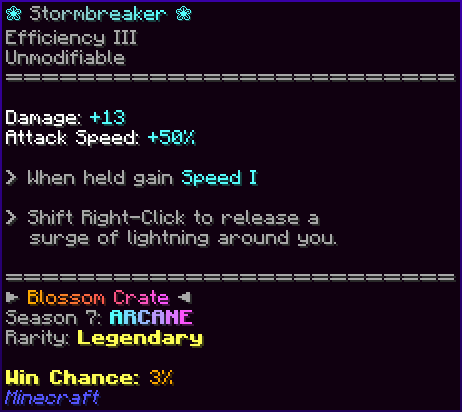 ❀ Stormbreaker ❀
Efficiency III
Unmodifiable
==============================
Damage: +13
Attack Speed: +50%
> When held gain Speed I
> Shift Right-Click to release a
surge of lightning around you.
==============================
► Blossom Crate ◄
Season 7: ARCANE
Rarity: Legendary
Win Chance: 3%
Minecraft